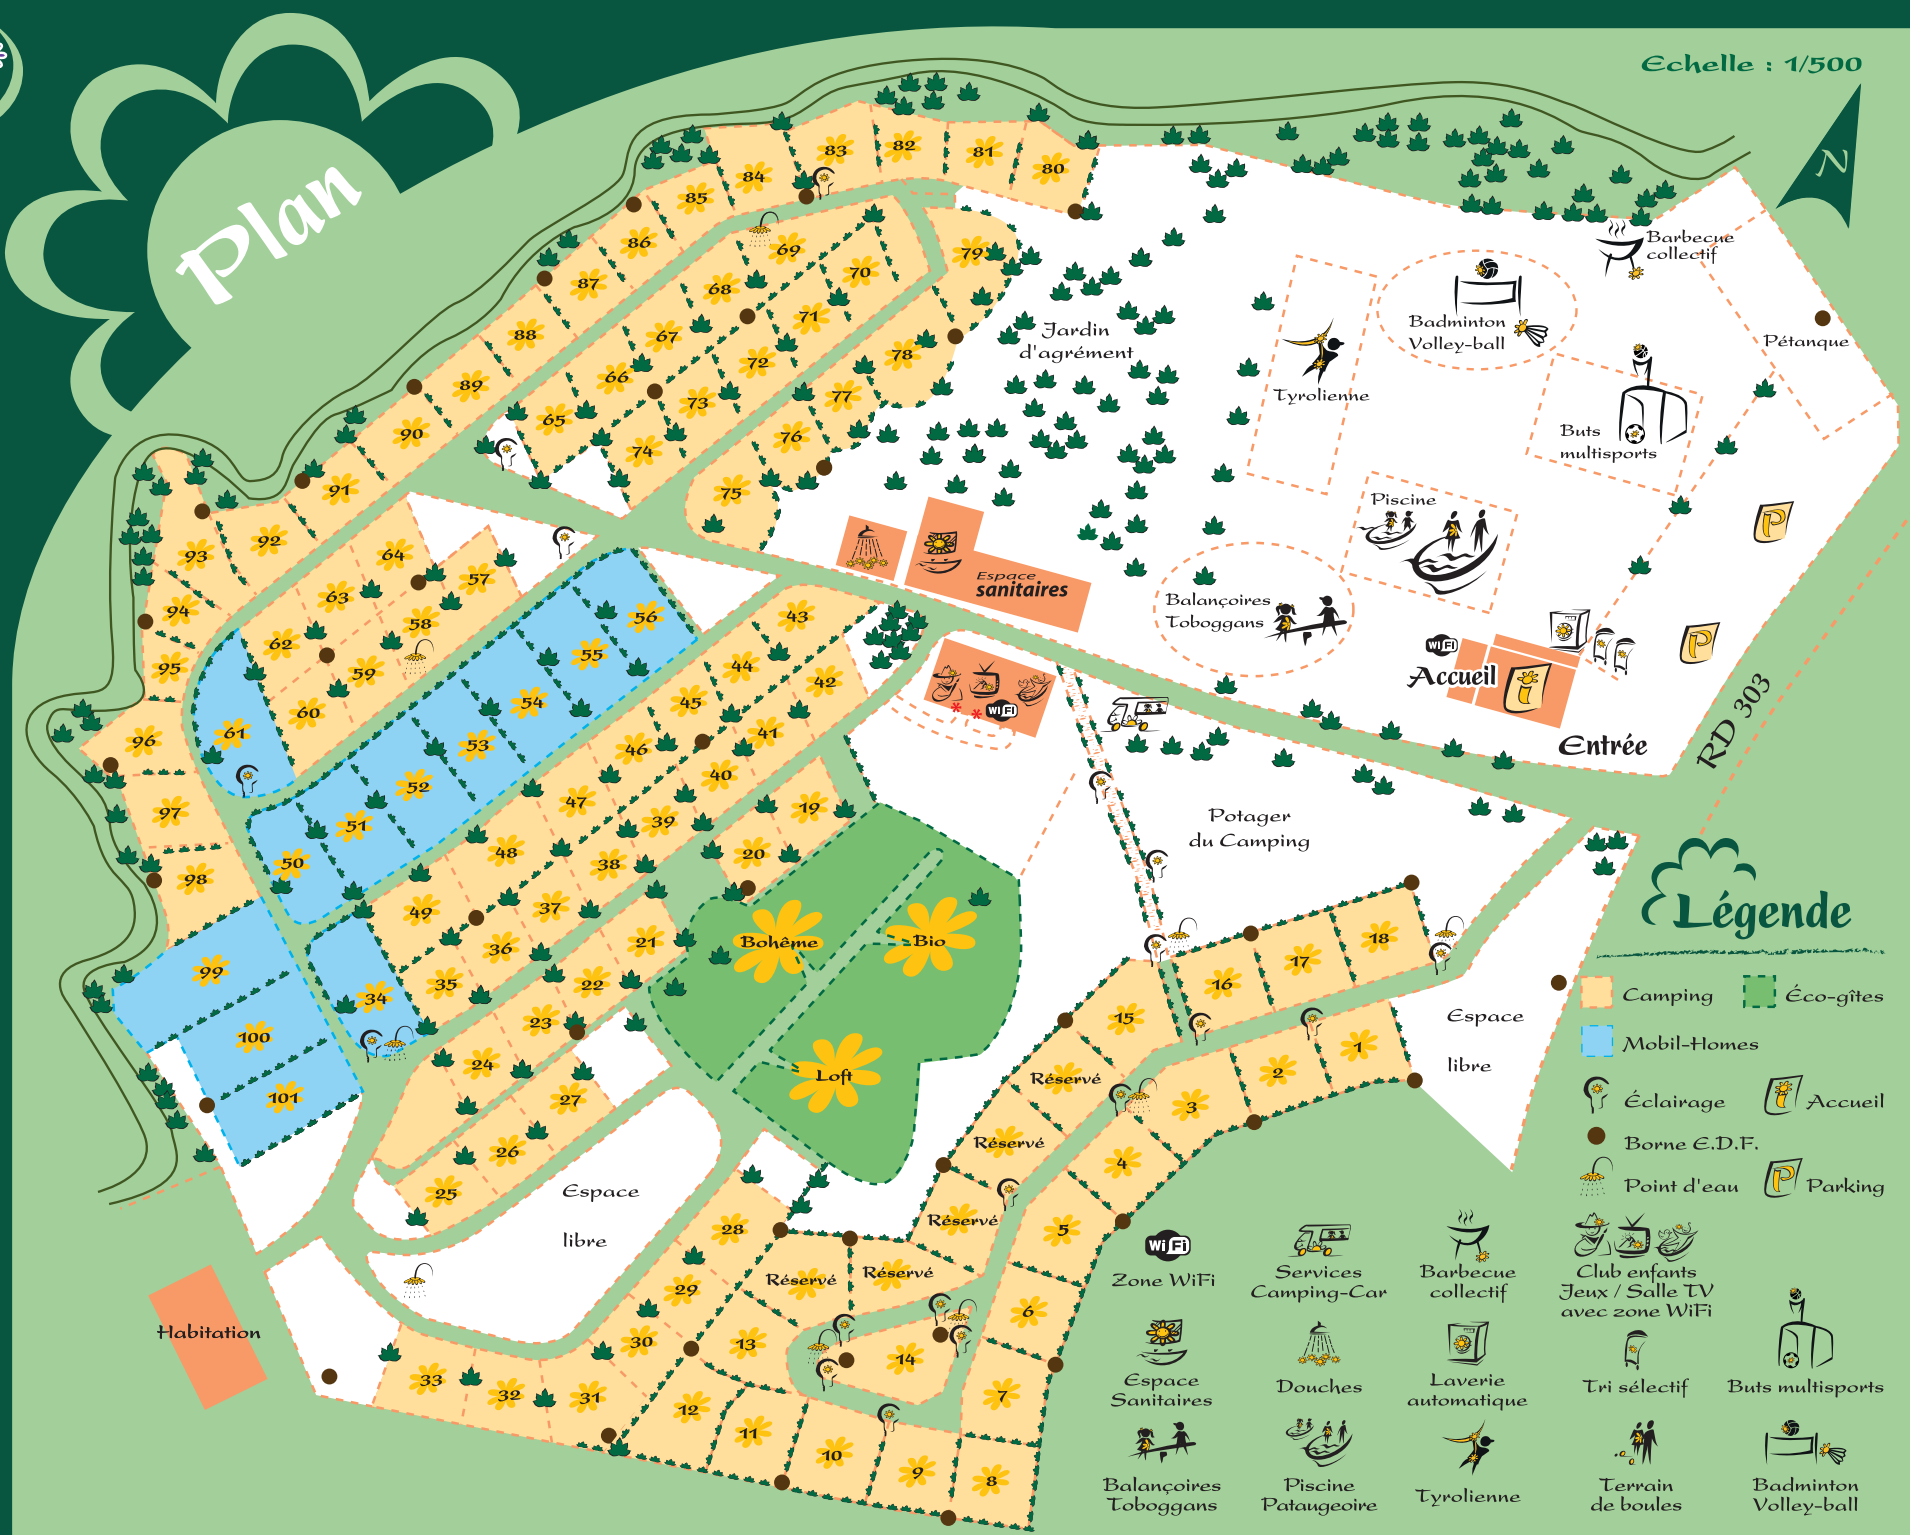 Plan
Echelle : 1/500
N
Barbecue
collectif
Badminton
Volley-ball
Pétanque
Tyrolienne
Buts
multisports
Jardin
d'agrément
Piscine
P
P
Espace
sanitaires
Balançoires
Toboggans
WiFi
Accueil
i
Entrée
RD 303
* * WiFi
Potager
du Camping
80
81
82
83
84
85
86
87
88
89
90
91
92
93
94
95
96
97
98
99
100
101
69
68
67
66
65
70
71
72
73
74
79
78
77
76
75
64
63
62
61
57
58
59
60
56
55
54
53
52
51
50
43
44
45
46
47
48
49
42
41
40
39
38
37
36
35
34
19
20
21
22
23
24
27
26
25
Bohême
Bio
Loft
18
17
16
15
Réservé
Réservé
Réservé
Réservé
Réservé
1
2
3
4
5
6
7
8
9
10
11
12
13
14
28
29
30
31
32
33
Espace
libre
Espace
libre
Habitation
Légende
Camping
Éco-gîtes
Mobil-Homes
Éclairage
i Accueil
Borne E.D.F.
Point d'eau
P Parking
WiFi
Zone WiFi
Services
Camping-Car
Barbecue
collectif
Club enfants
Jeux / Salle TV
avec zone WiFi
Espace
Sanitaires
Douches
Laverie
automatique
Tri sélectif
Buts multisports
Balançoires
Toboggans
Piscine
Pataugeoire
Tyrolienne
Terrain
de boules
Badminton
Volley-ball